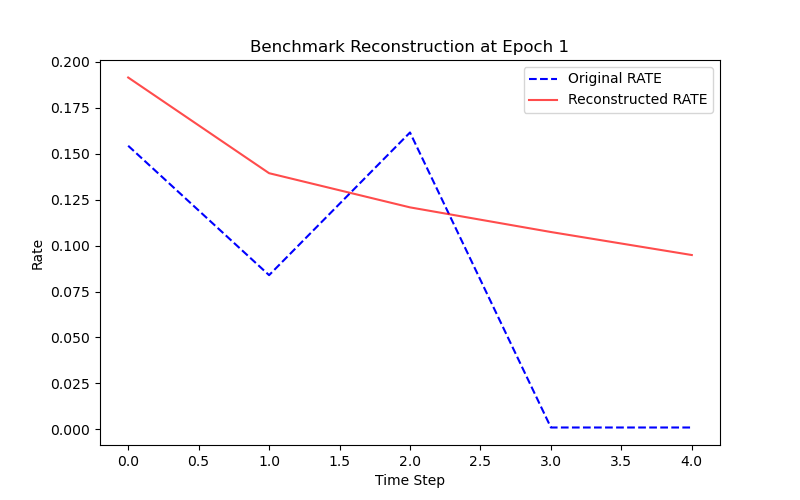 Benchmark Reconstruction at Epoch 1
Original RATE
Reconstructed RATE
0.200
0.175
0.150
0.125
0.100
0.075
0.050
0.025
0.000
Rate
0.0 0.5 1.0 1.5 2.0 2.5 3.0 3.5 4.0
Time Step